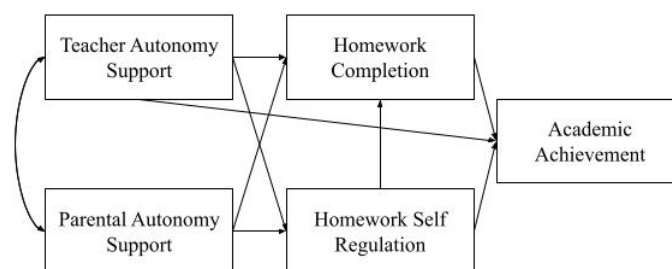 Teacher Autonomy
Support
Homework
Completion
Academic
Achievement
Parental Autonomy
Support
Homework Self
Regulation